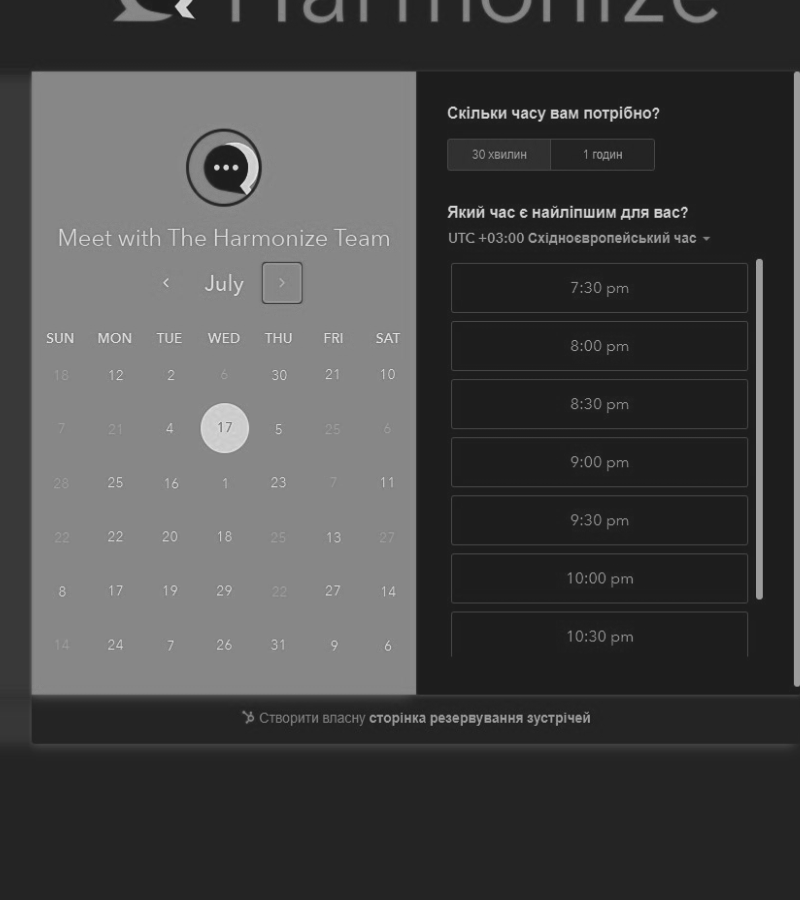 Harmonize
Meet with The Harmonize Team
July
SUN MON TUE WED THU FRI SAT
18 12 2 6 30 21 10
7 21 4 17 5 25 6
28 25 16 1 23 7 11
22 22 20 18 25 13 27
8 17 19 29 22 27 14
14 24 7 26 31 9 6
Скільки часу вам потрібно?
30 хвилин 1 годин
Який час є найліпшим для вас?
UTC +03:00 Східноєвропейський час
7:30 pm
8:00 pm
8:30 pm
9:00 pm
9:30 pm
10:00 pm
10:30 pm
Створити власну сторінка резервування зустрічей